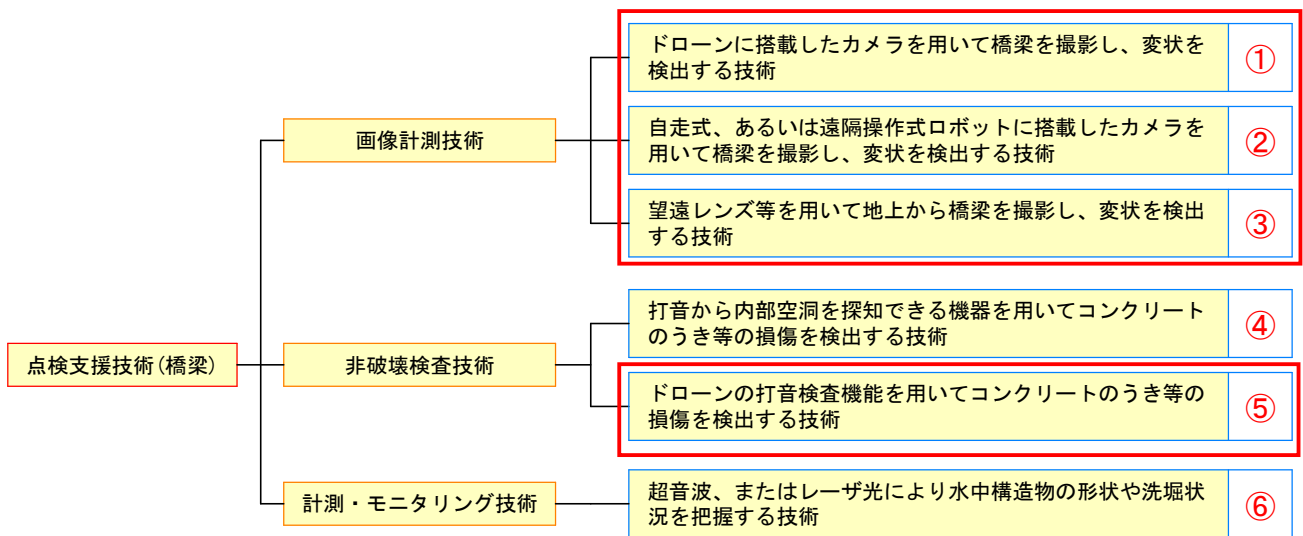 ドローンに搭載したカメラを用いて橋梁を撮影し、変状を
検出する技術
①
画像計測技術
自走式、あるいは遠隔操作式ロボットに搭載したカメラを
用いて橋梁を撮影し、変状を検出する技術
②
望遠レンズ等を用いて地上から橋梁を撮影し、変状を検出
する技術
③
点検支援技術(橋梁)
非破壊検査技術
打音から内部空洞を探知できる機器を用いてコンクリート
のうき等の損傷を検出する技術
④
ドローンの打音検査機能を用いてコンクリートのうき等の
損傷を検出する技術
⑤
計測・モニタリング技術
超音波、またはレーザ光により水中構造物の形状や洗堀状
況を把握する技術
⑥